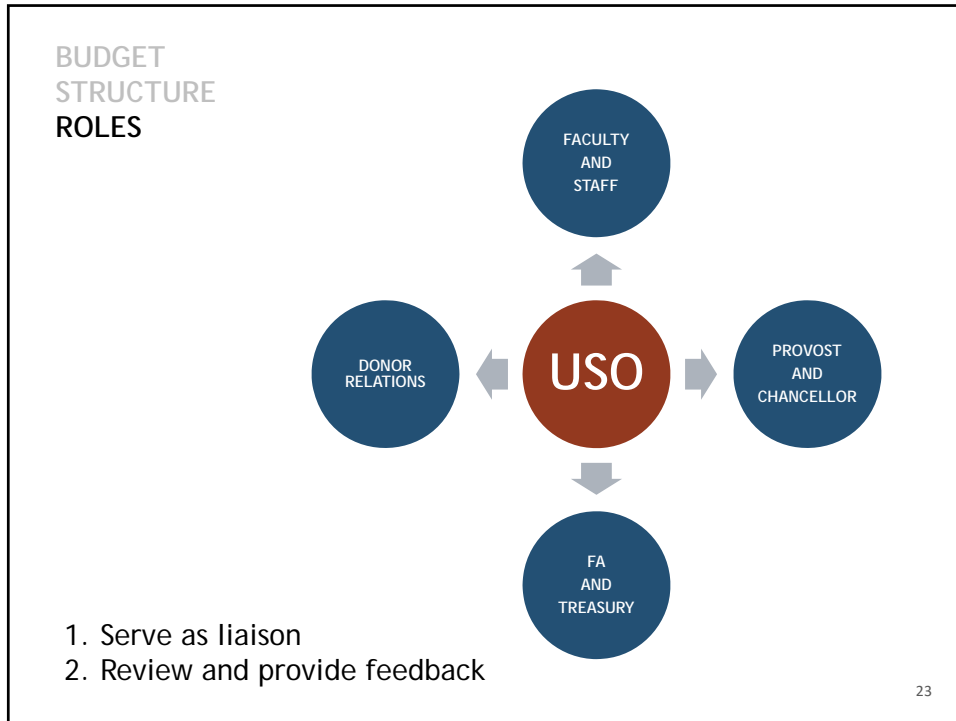 BUDGET
STRUCTURE
ROLES
FACULTY
AND
STAFF
DONOR
RELATIONS
USO
PROVOST
AND
CHANCELLOR
FA
AND
TREASURY
1. Serve as liaison
2. Review and provide feedback
23